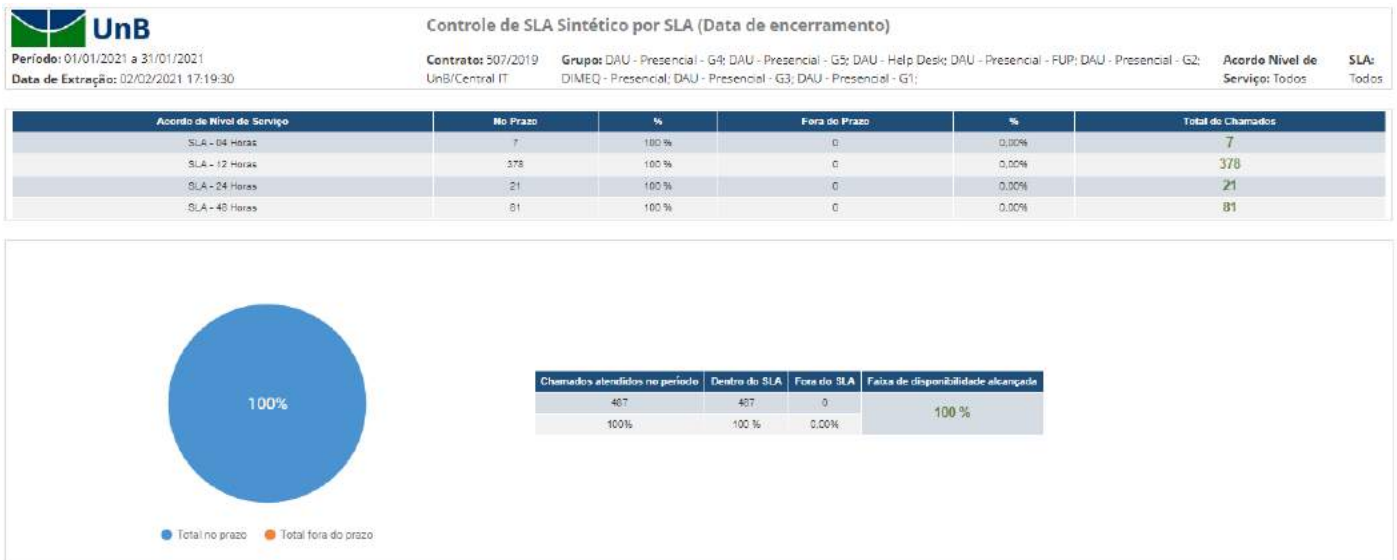 UnB
Controle de SLA Sintético por SLA (Data de encerramento)
Período: 01/01/2021 a 31/01/2021
Data de Extração: 02/02/2021 17:19:30
Contrato: 507/2019
UnB/Central IT
Grupo: DAU - Presencial - G4; DAU - Presencial - G5; DAU - Help Desk; DAU - Presencial - FUP; DAU - Presencial - G2;
DIMEQ - Presencial; DAU - Presencial - G3; DAU - Presencial - G1;
Acordo Nível de
Serviço: Todos
SLA:
Todos
Acordo de Nível de Serviço No Prazo % Fora do Prazo % Total de Chamados
SLA - 04 Horas 7 100 % 0 0,00% 7
SLA - 12 Horas 378 100 % 0 0,00% 378
SLA - 24 Horas 21 100 % 0 0.00% 21
SLA - 48 Horas 81 100 % 0 0.00% 81
100%
Total no prazo Total fora do prazo
Chamados atendidos no período Dentro do SLA Fora do SLA Faixa de disponibilidade alcançada
487 487 0 100 %
100% 100 % 0.00%